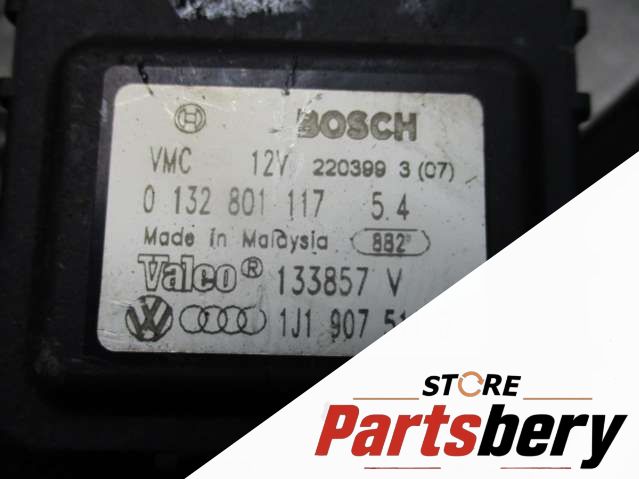 BOSCH
VMC 12V 220399 3 (07)
0 132 801 117 5.4
Made in Malaysia 882
Valeo® 133857 V
VW 1J1 907
STORE
Partsbery